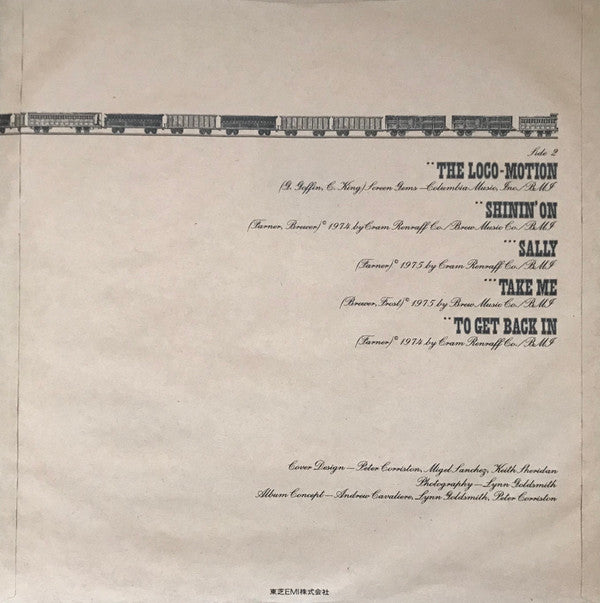 Side 2
··THE LOCO-MOTION
(G. Goffin, C. King) Screen Gems—Columbia Music, Inc./BMI
··SHININ' ON
(Farner, Brewer)© 1974 by Cram Renraff Co./Brew Music Co./BMI
···SALLY
(Farner)© 1975 by Cram Renraff Co./BMI
···TAKE ME
(Brewer, Frost)© 1975 by Brew Music Co./BMI
··TO GET BACK IN
(Farner)© 1974 by Cram Renraff Co./BMI
Cover Design—Peter Corriston, Migel Sanchez, Keith Sheridan
Photography—Lynn Goldsmith
Album Concept—Andrew Cavaliere, Lynn Goldsmith, Peter Corriston
東芝EMI株式会社